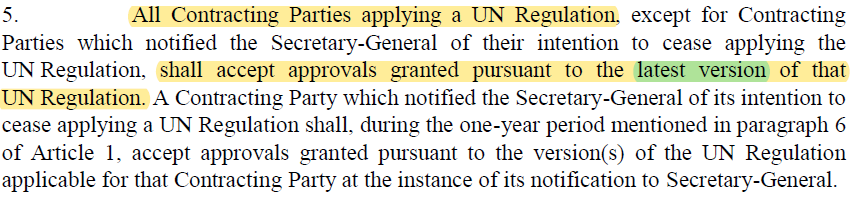 5. All Contracting Parties applying a UN Regulation, except for Contracting
Parties which notified the Secretary-General of their intention to cease applying the
UN Regulation, shall accept approvals granted pursuant to the latest version of that
UN Regulation. A Contracting Party which notified the Secretary-General of its intention to
cease applying a UN Regulation shall, during the one-year period mentioned in paragraph 6
of Article 1, accept approvals granted pursuant to the version(s) of the UN Regulation
applicable for that Contracting Party at the instance of its notification to Secretary-General.